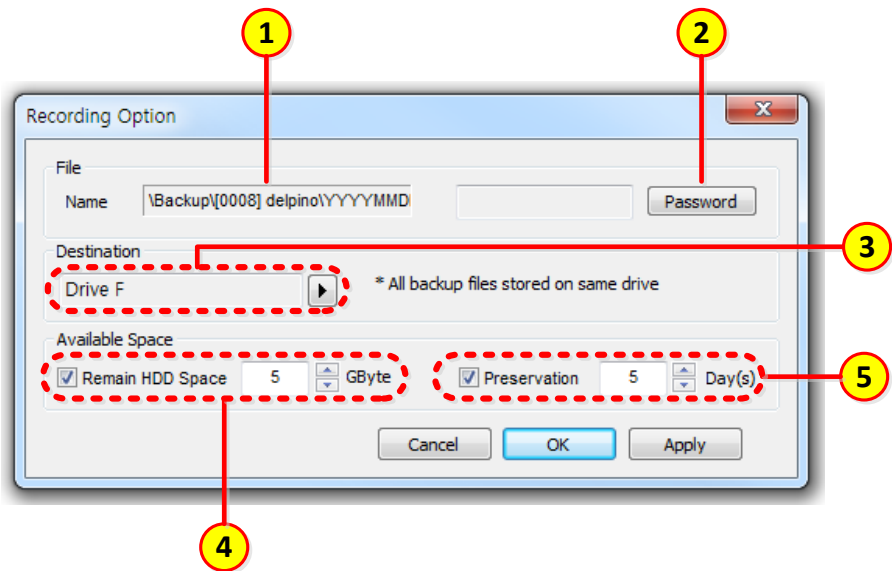 1 2
Recording Option x
File
Name \Backup\[0008] delpino\YYYYMMD Password
3
Destination
Drive F * All backup files stored on same drive
Available Space
Remain HDD Space 5 GByte Preservation 5 Day(s) 5
Cancel OK Apply
4